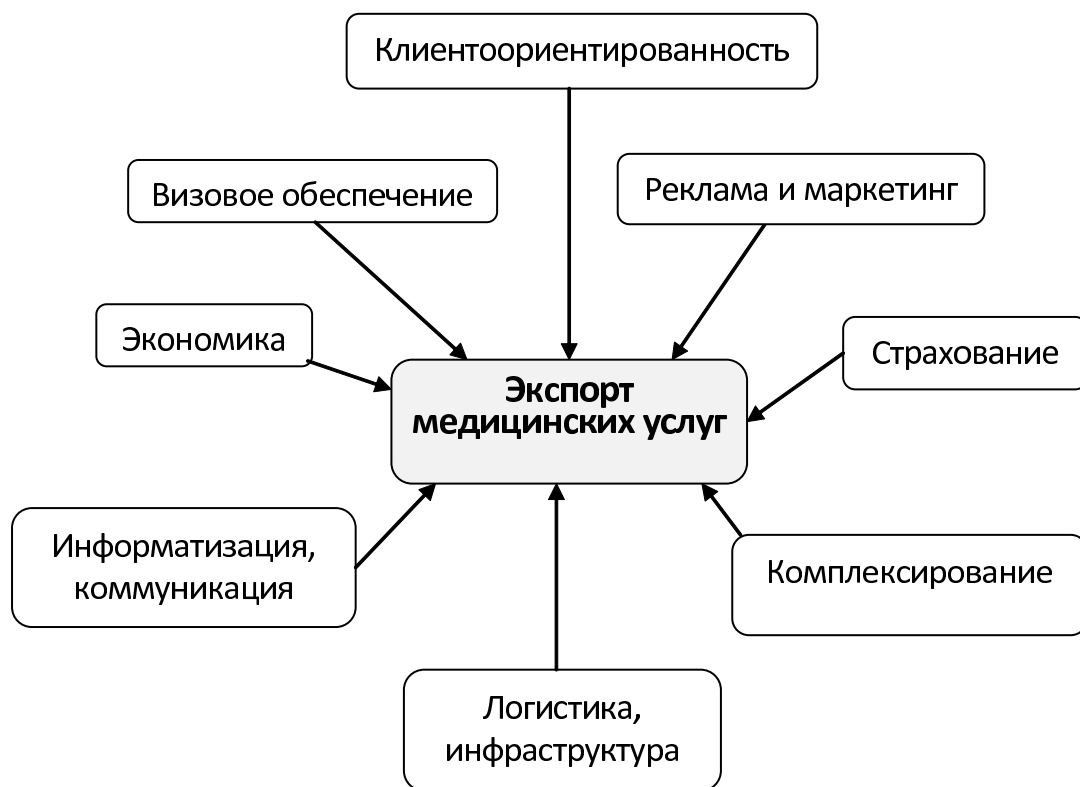 Клиентоориентированность
Визовое обеспечение
Реклама и маркетинг
Экономика
Страхование
Экспорт
медицинских услуг
Информатизация,
коммуникация
Комплексирование
Логистика,
инфраструктура